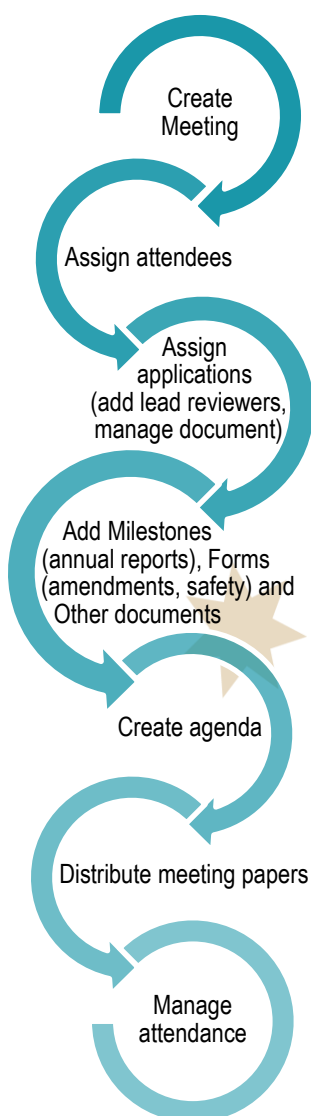 Create
Meeting
Assign attendees
Assign
applications
(add lead reviewers,
manage document)
Add Milestones
(annual reports), Forms
(amendments, safety) and
Other documents
Create agenda
Distribute meeting papers
Manage
attendance